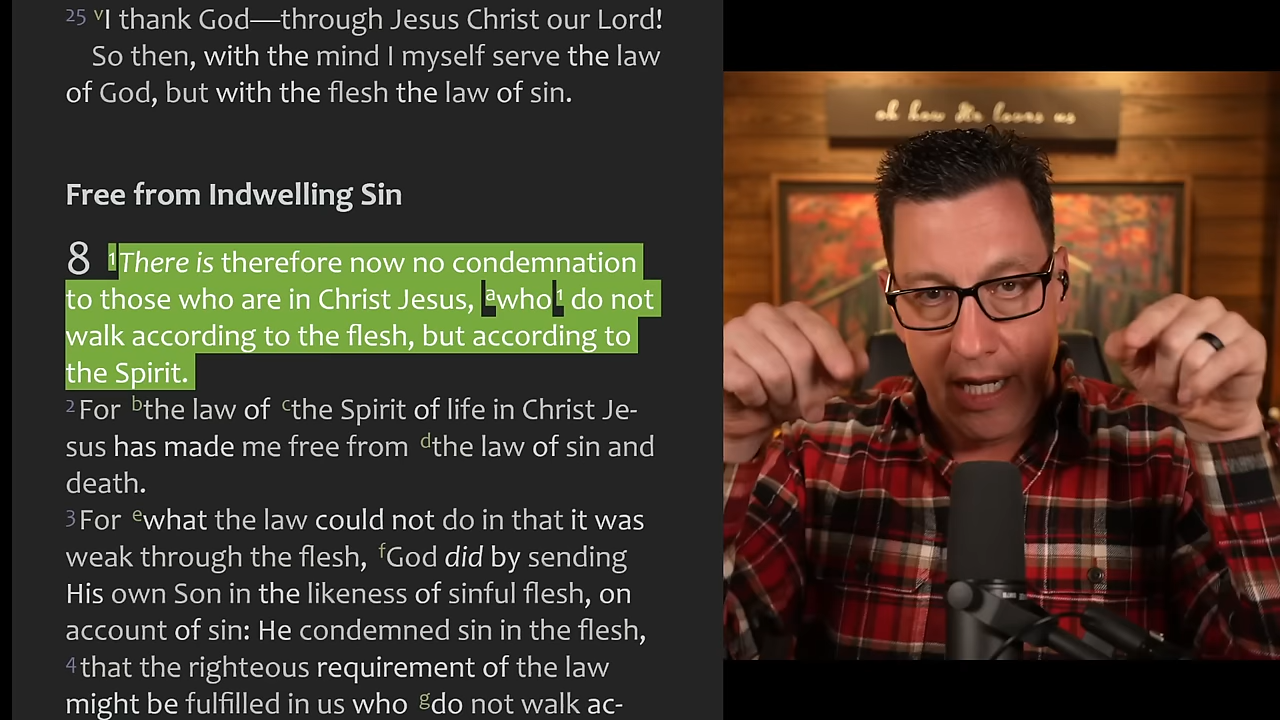 25 vI thank God—through Jesus Christ our Lord!
So then, with the mind I myself serve the law
of God, but with the flesh the law of sin.
Free from Indwelling Sin
8 1There is therefore now no condemnation
to those who are in Christ Jesus, awho1 do not
walk according to the flesh, but according to
the Spirit.
2For bthe law of cthe Spirit of life in Christ Je-
sus has made me free from dthe law of sin and
death.
3For ewhat the law could not do in that it was
weak through the flesh, fGod did by sending
His own Son in the likeness of sinful flesh, on
account of sin: He condemned sin in the flesh,
4that the righteous requirement of the law
might be fulfilled in us who gdo not walk ac-
oh how He loves us